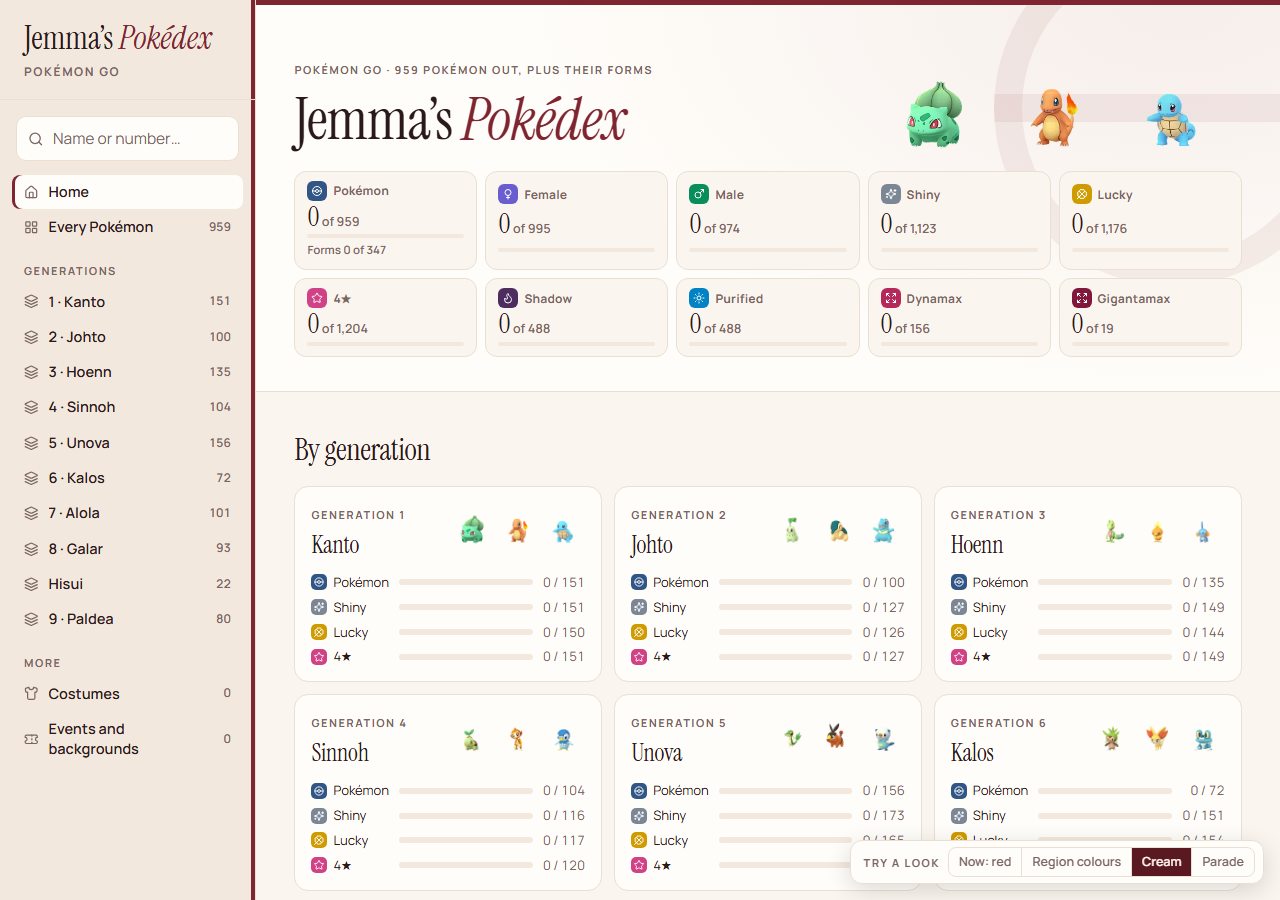 Jemma's Pokédex
POKÉMON GO
Name or number...
Home
Every Pokémon 959
GENERATIONS
1 · Kanto 151
2 · Johto 100
3 · Hoenn 135
4 · Sinnoh 104
5 · Unova 156
6 · Kalos 72
7 · Alola 101
8 · Galar 93
Hisui 22
9 · Paldea 80
MORE
Costumes 0
Events and
backgrounds 0
POKÉMON GO · 959 POKÉMON OUT, PLUS THEIR FORMS
Jemma's Pokédex
Pokémon
0 of 959
Forms 0 of 347
Female
0 of 995
Male
0 of 974
Shiny
0 of 1,123
Lucky
0 of 1,176
4★
0 of 1,204
Shadow
0 of 488
Purified
0 of 488
Dynamax
0 of 156
Gigantamax
0 of 19
By generation
GENERATION 1
Kanto
Pokémon 0 / 151
Shiny 0 / 151
Lucky 0 / 150
4★ 0 / 151
GENERATION 2
Johto
Pokémon 0 / 100
Shiny 0 / 127
Lucky 0 / 126
4★ 0 / 127
GENERATION 3
Hoenn
Pokémon 0 / 135
Shiny 0 / 149
Lucky 0 / 144
4★ 0 / 149
GENERATION 4
Sinnoh
Pokémon 0 / 104
Shiny 0 / 116
Lucky 0 / 117
4★ 0 / 120
GENERATION 5
Unova
Pokémon 0 / 156
Shiny 0 / 173
Lucky 0 / 165
4★
GENERATION 6
Kalos
Pokémon 0 / 72
Shiny 0 / 151
Lucky 0 / 154
TRY A LOOK Now: red Region colours Cream Parade